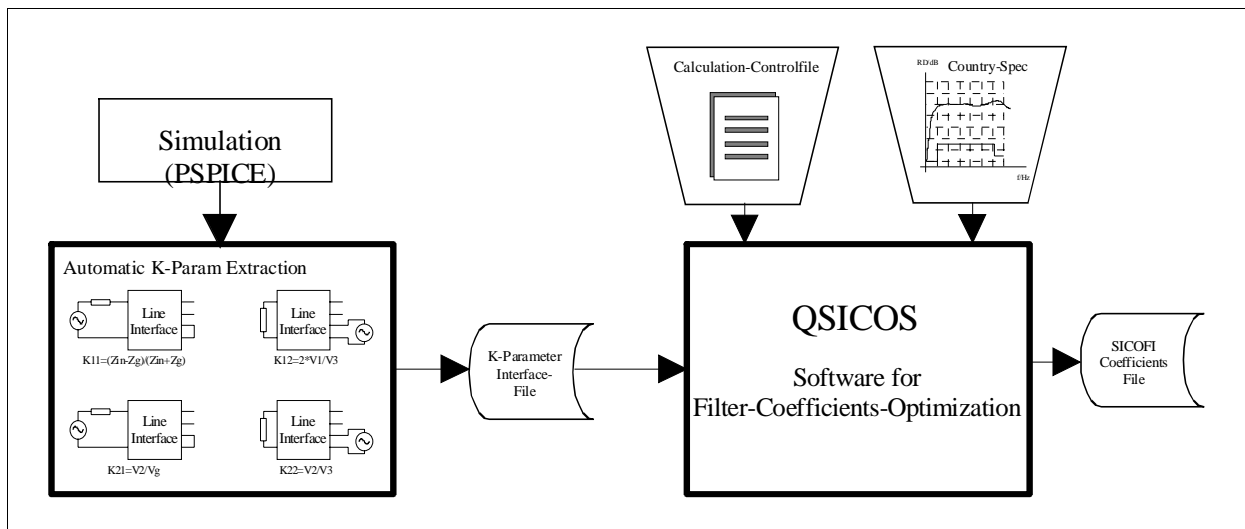 Simulation
(PSPICE)
Automatic K-Param Extraction
Line
Interface
K11=(Zin-Zg)/(Zin+Zg)
Line
Interface
K12=2*V1/V3
Line
Interface
K21=V2/Vg
Line
Interface
K22=V2/V3
K-Parameter
Interface-
File
Calculation-Controlfile
RD/dB
Country-Spec
f/Hz
QSICOS
Software for
Filter-Coefficients-Optimization
SICOFI
Coefficients
File